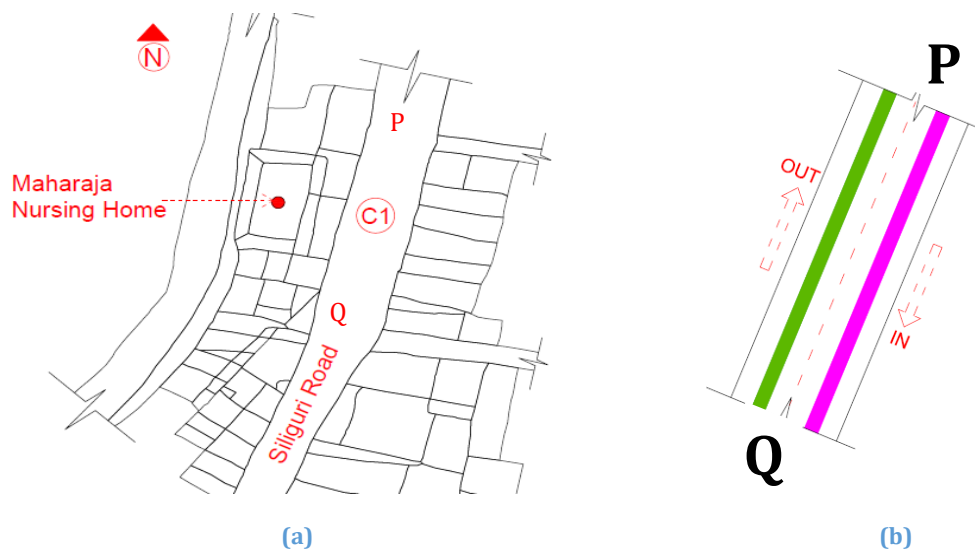 N
P
Maharaja
Nursing Home
C1
Q
Siliguri Road
(a)
P
OUT
IN
Q
(b)